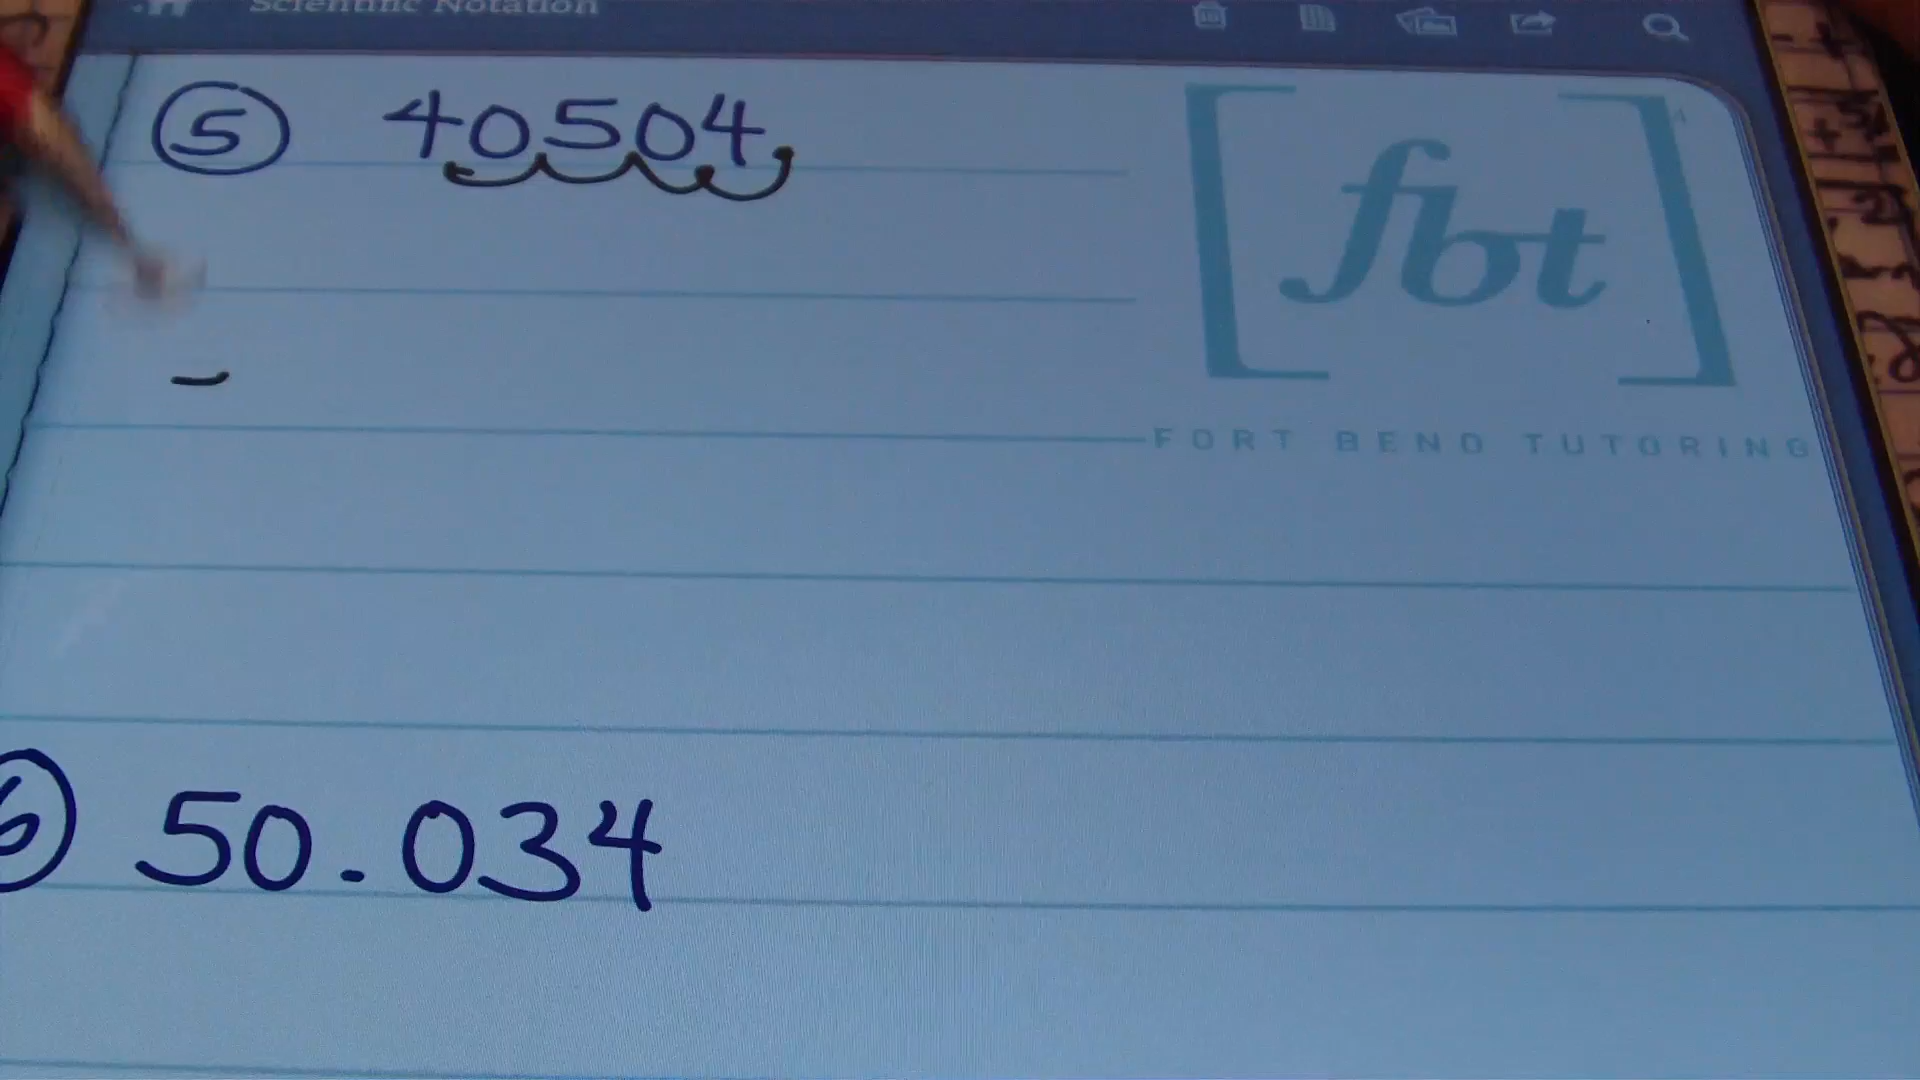 Scientific Notation
5 40504.
fbt
FORT BEND TUTORING
-
6 50.034